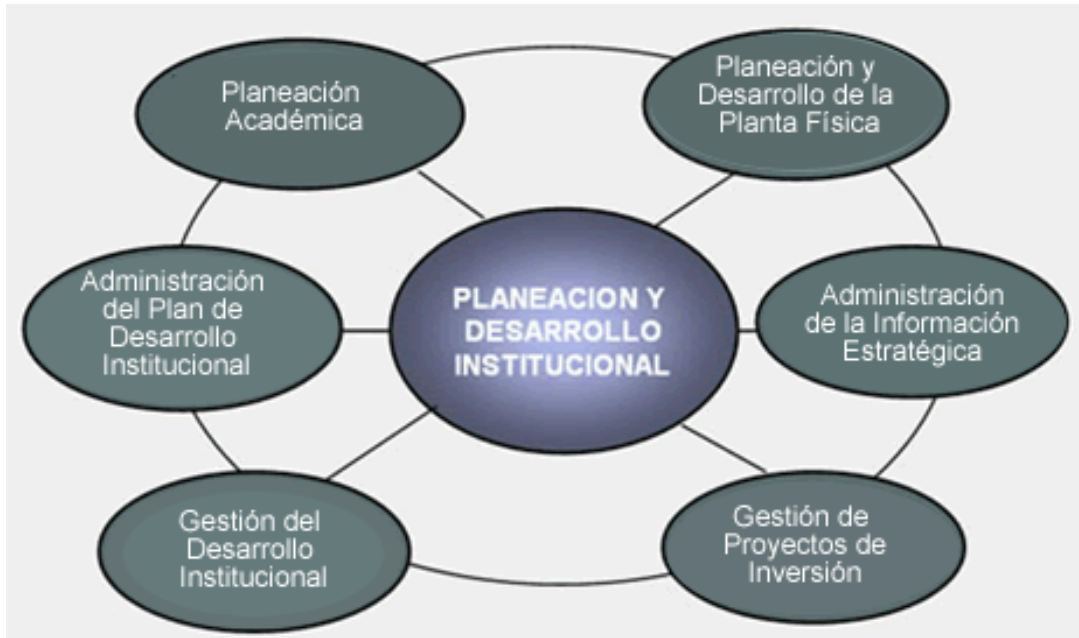 Planeación
Académica
Planeación y
Desarrollo de la
Planta Física
Administración
del Plan de
Desarrollo
Institucional
PLANEACION Y
DESARROLLO
INSTITUCIONAL
Administración
de la Información
Estratégica
Gestión del
Desarrollo
Institucional
Gestión de
Proyectos de
Inversión